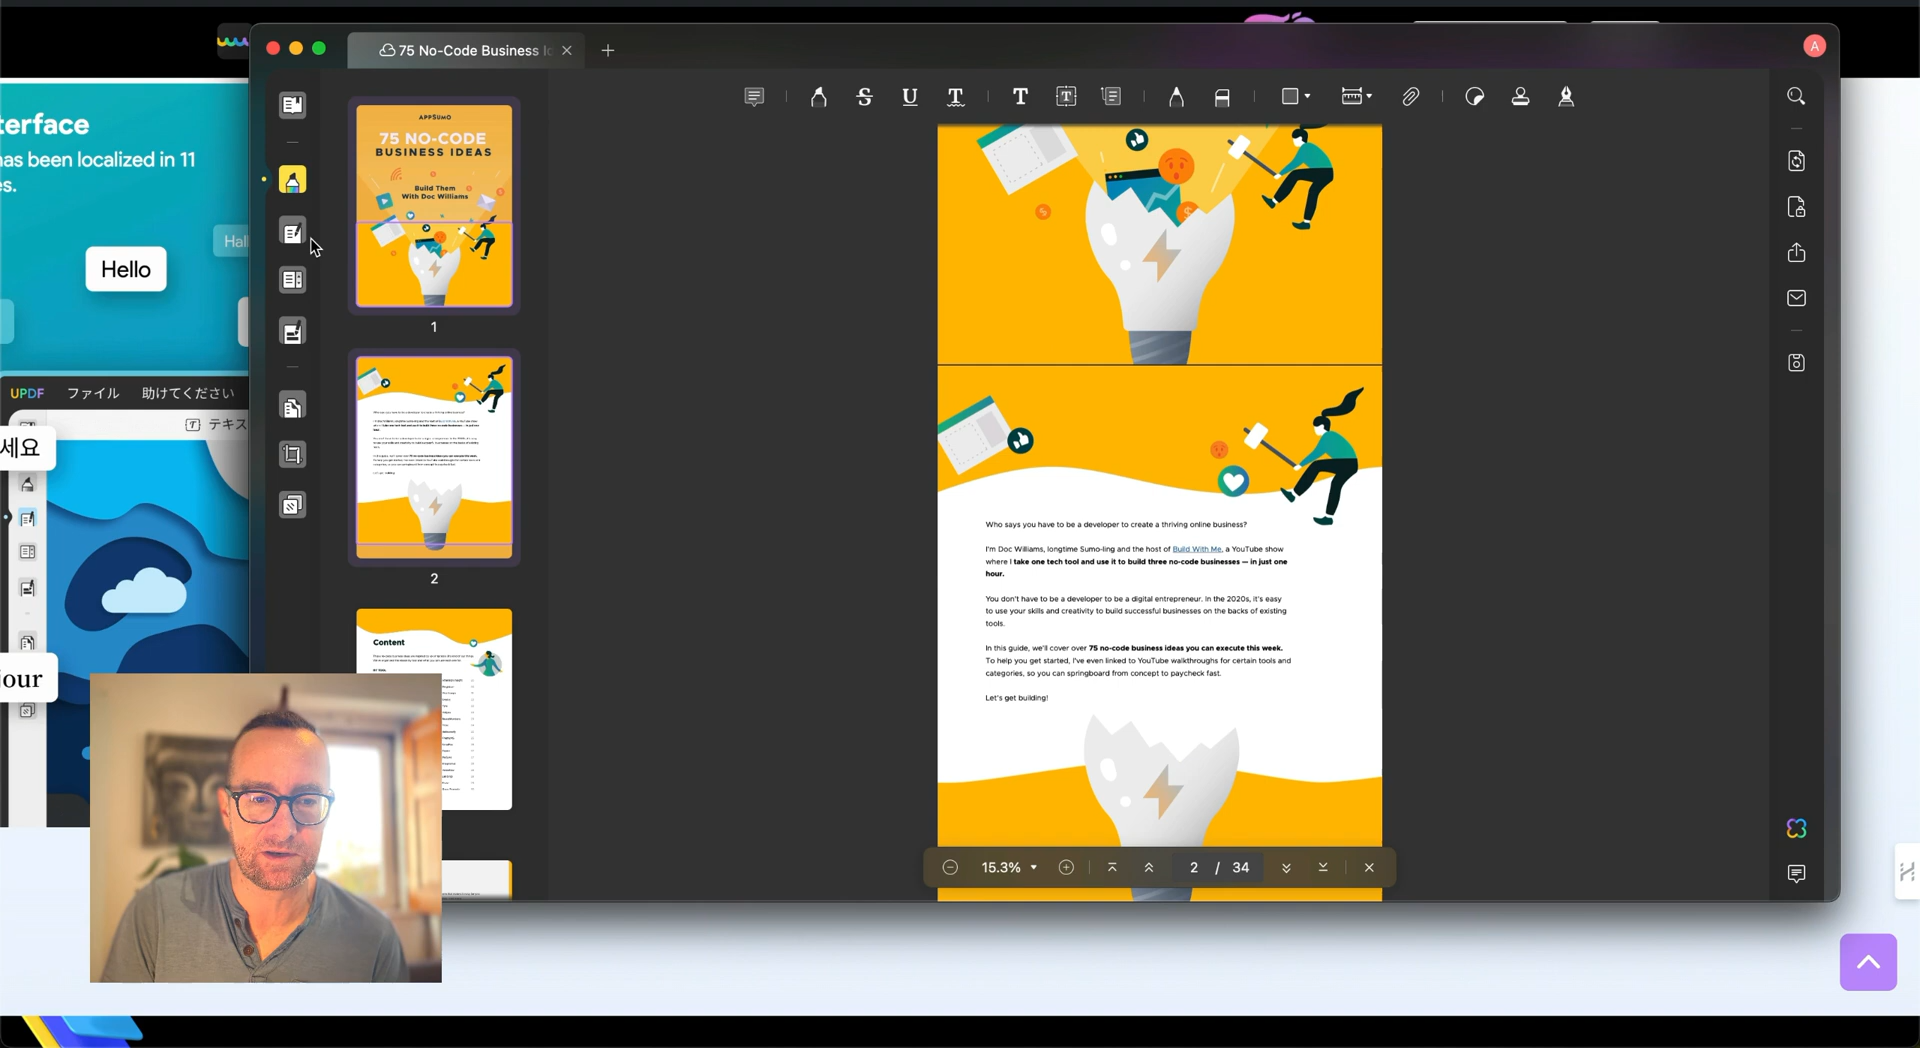 terface
as been localized in 11
es.
Hall
Hello
UPDF ファイル 助けてください
テキス
세요
jour
75 No-Code Business Id
A
APPSUMO
75 NO-CODE
BUSINESS IDEAS
Build Them
With Doc Williams
1
2
Content
Who says you have to be a developer to create a thriving online business?
I'm Doc Williams, longtime Sumo-ling and the host of Build With Me, a YouTube show
where I take one tech tool and use it to build three no-code businesses — in just one
hour.
You don't have to be a developer to be a digital entrepreneur. In the 2020s, it's easy
to use your skills and creativity to build successful businesses on the backs of existing
tools.
In this guide, we'll cover over 75 no-code business ideas you can execute this week.
To help you get started, I've even linked to YouTube walkthroughs for certain tools and
categories, so you can springboard from concept to paycheck fast.
Let's get building!
15.3% 2 / 34